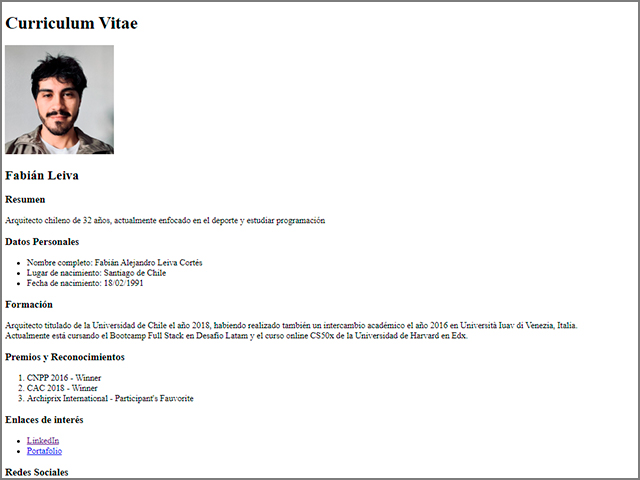 Curriculum Vitae
Fabián Leiva
Resumen
Arquitecto chileno de 32 años, actualmente enfocado en el deporte y estudiar programación
Datos Personales
Nombre completo: Fabián Alejandro Leiva Cortés
Lugar de nacimiento: Santiago de Chile
Fecha de nacimiento: 18/02/1991
Formación
Arquitecto titulado de la Universidad de Chile el año 2018, habiendo realizado también un intercambio académico el año 2016 en Università Iuav di Venezia, Italia.
Actualmente está cursando el Bootcamp Full Stack en Desafío Latam y el curso online CS50x de la Universidad de Harvard en Edx.
Premios y Reconocimientos
1. CNPP 2016 - Winner
2. CAC 2018 - Winner
3. Archiprix International - Participant's Fauvorite
Enlaces de interés
LinkedIn
Portafolio
Redes Sociales